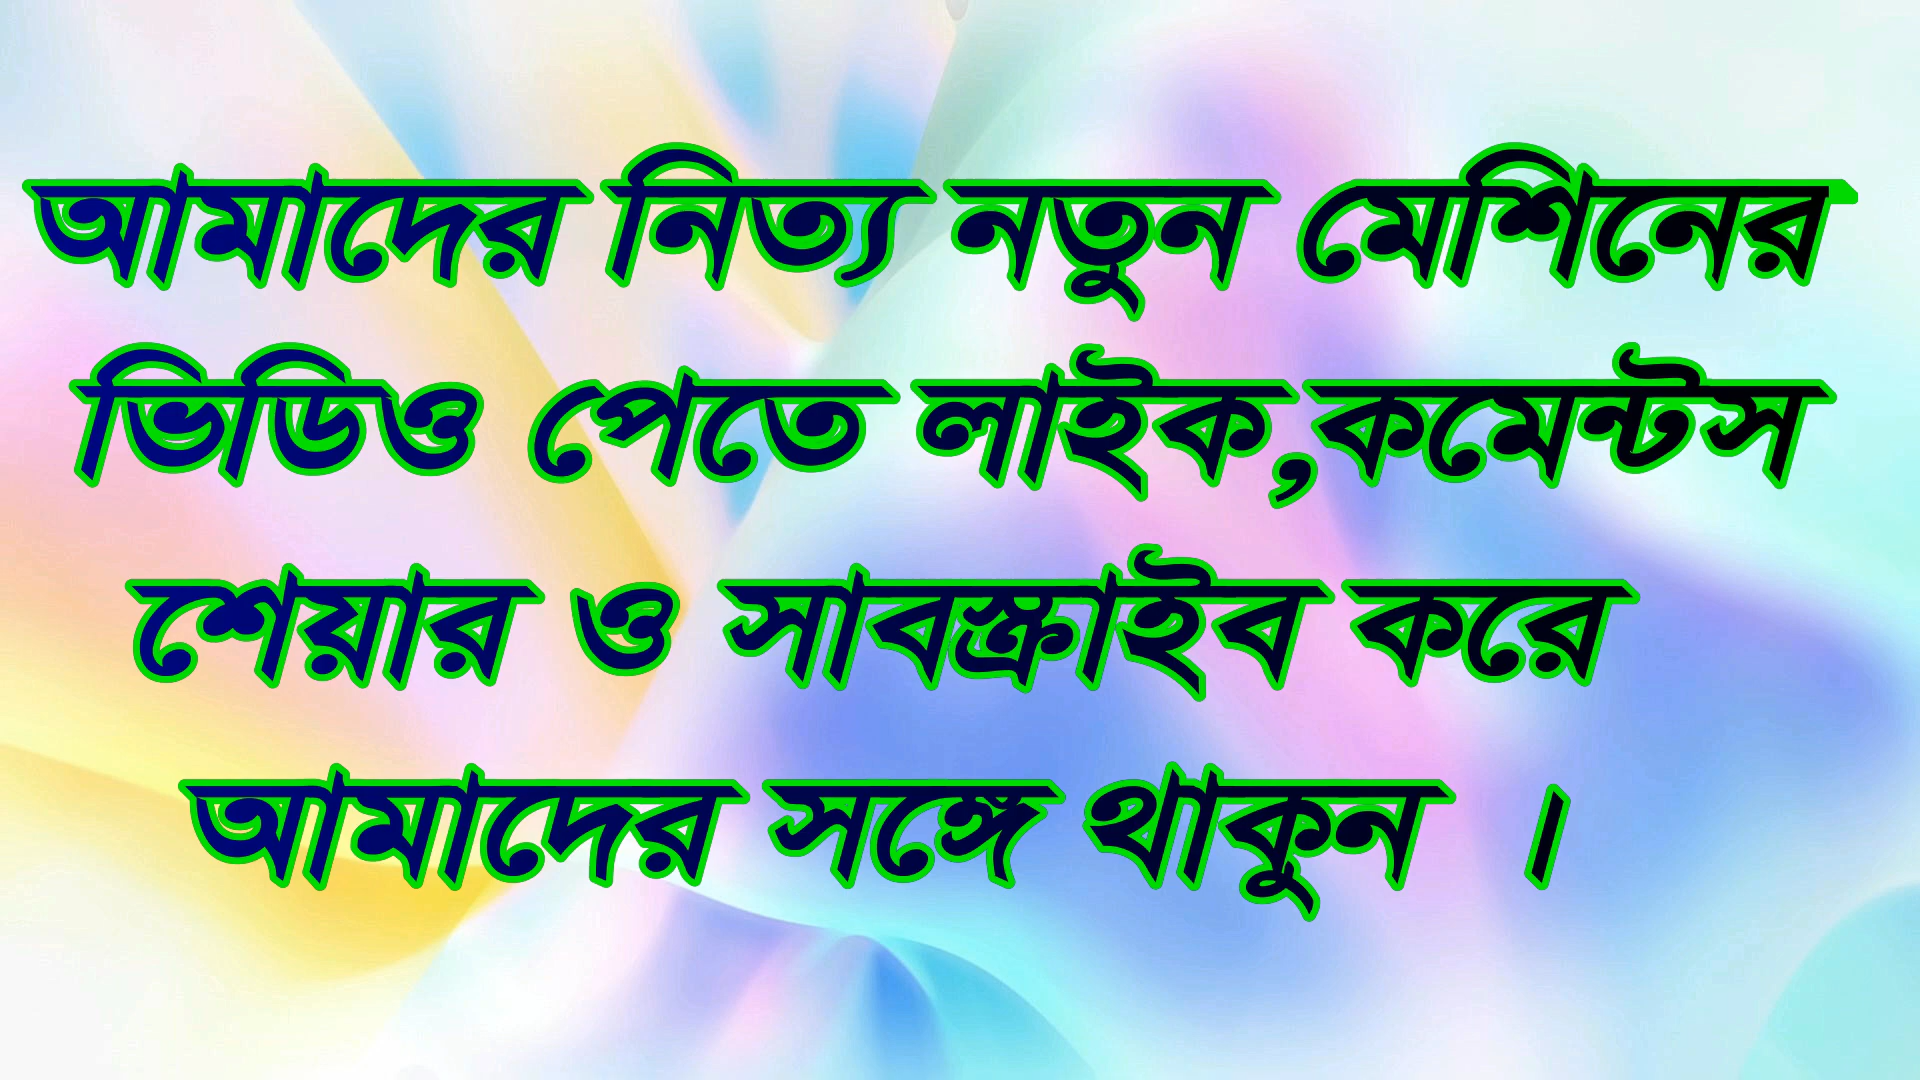 আমাদের নিত্য নতুন মেশিনের
ভিডিও পেতে লাইক,কমেন্টস
শেয়ার ও সাবস্ক্রাইব করে
আমাদের সঙ্গে থাকুন ।